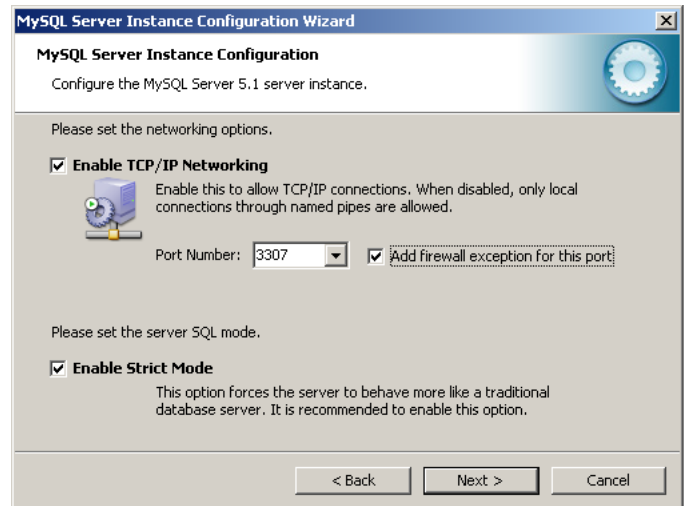 MySQL Server Instance Configuration Wizard
MySQL Server Instance Configuration
Configure the MySQL Server 5.1 server instance.
Please set the networking options.
Enable TCP/IP Networking
Enable this to allow TCP/IP connections. When disabled, only local
connections through named pipes are allowed.
Port Number: 3307 Add firewall exception for this port
Please set the server SQL mode.
Enable Strict Mode
This option forces the server to behave more like a traditional
database server. It is recommended to enable this option.
< Back Next > Cancel